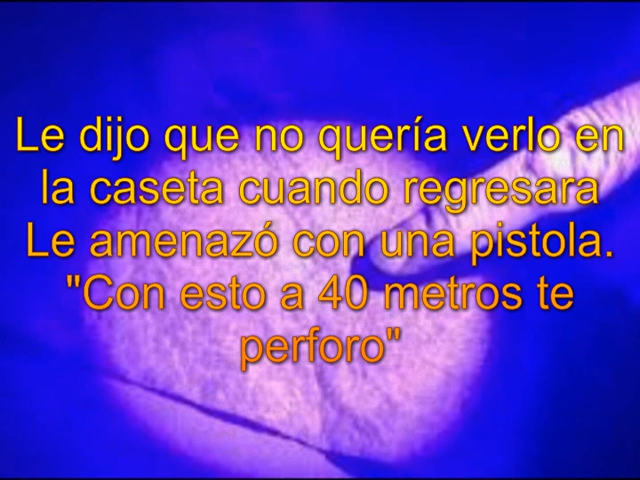 Le dijo que no quería verlo en
la caseta cuando regresara
Le amenazó con una pistola.
"Con esto a 40 metros te
perforo"